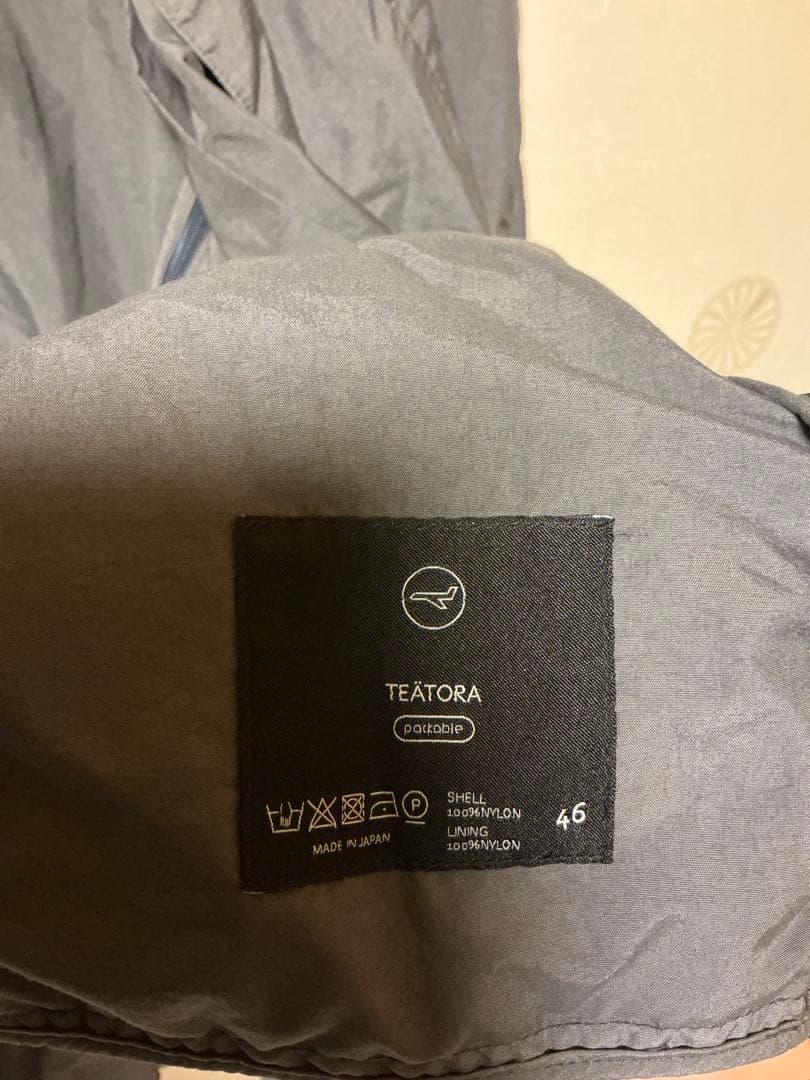 TEÄTORA
packable
P
SHELL
100%NYLON
LINING
100%NYLON
46
MADE IN JAPAN